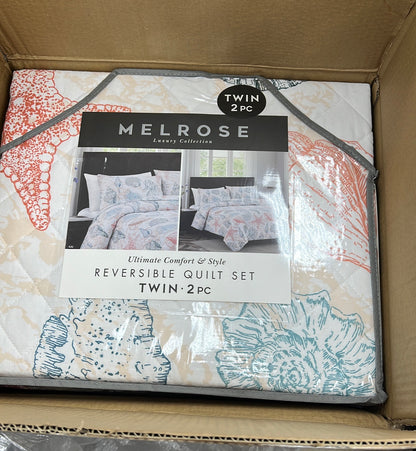 TWIN
2 PC
MELROSE
Luxury Collection
Ultimate Comfort & Style
REVERSIBLE QUILT SET
TWIN • 2 PC